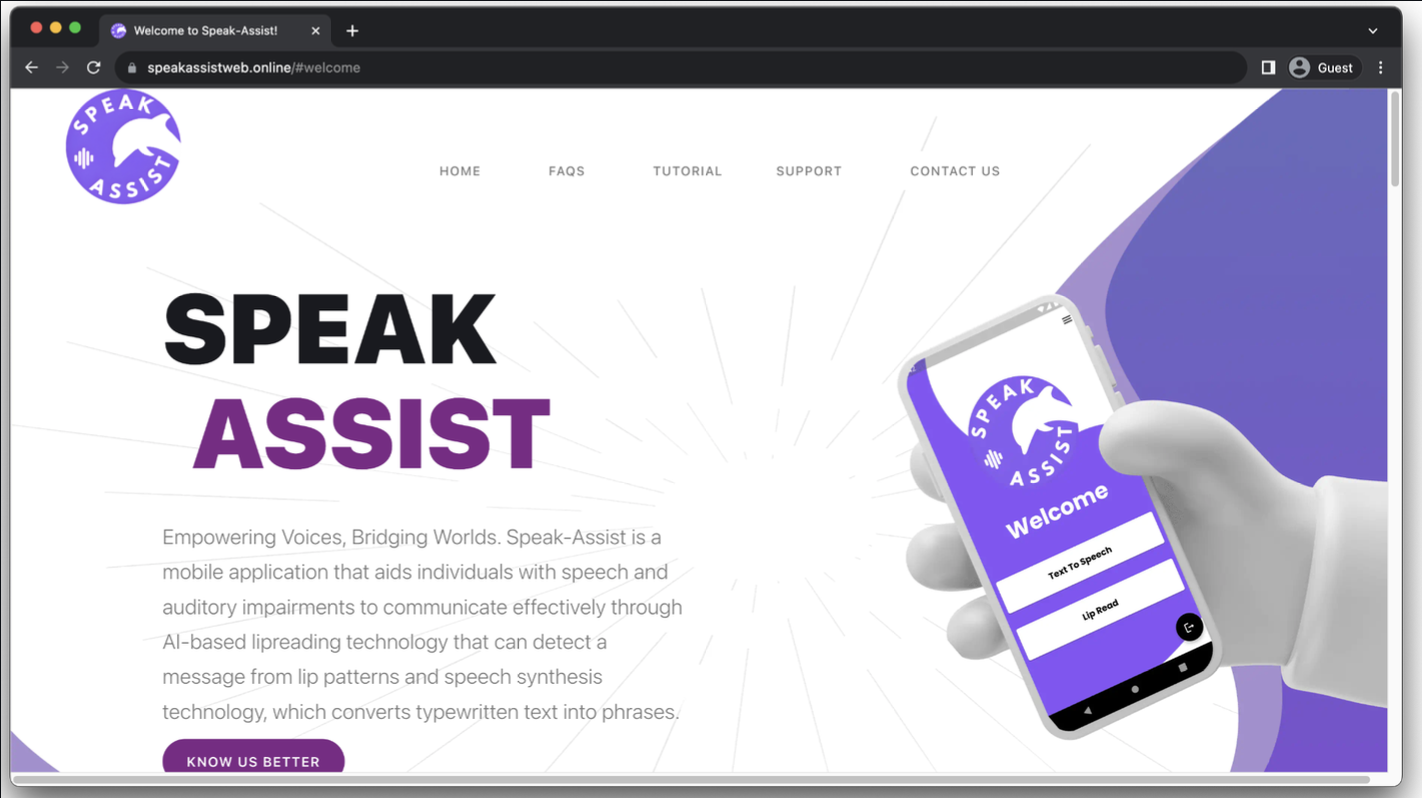 Welcome to Speak-Assist!
speakassistweb.online/#welcome
Guest
SPEAK ASSIST
HOME
FAQS
TUTORIAL
SUPPORT
CONTACT US
SPEAK
ASSIST
Empowering Voices, Bridging Worlds. Speak-Assist is a
mobile application that aids individuals with speech and
auditory impairments to communicate effectively through
AI-based lipreading technology that can detect a
message from lip patterns and speech synthesis
technology, which converts typewritten text into phrases.
KNOW US BETTER
SPEAK ASSIST
Welcome
Text To Speech
Lip Read